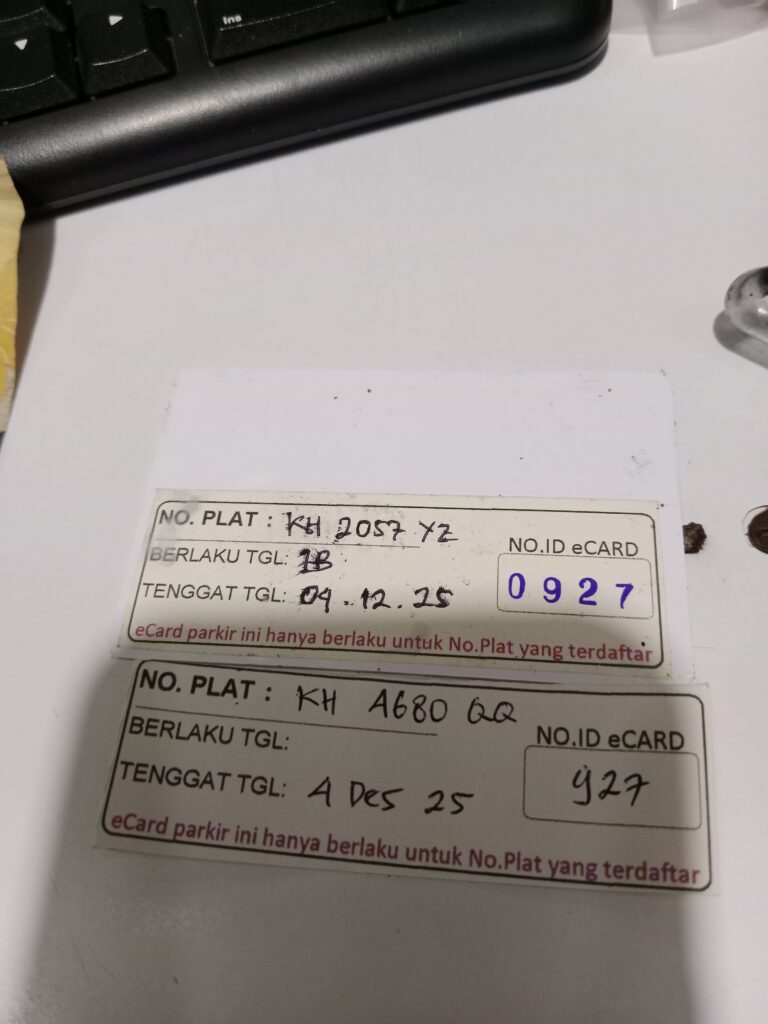 Ins
NO. PLAT : KH 2057 YZ
BERLAKU TGL:
NO.ID eCARD
TENGGAT TGL: 04.12.25
0927
eCard parkir ini hanya berlaku untuk No.Plat yang terdaftar
NO. PLAT : KH 4680 QQ
BERLAKU TGL:
NO.ID eCARD
TENGGAT TGL: 4 Des 25
927
eCard parkir ini hanya berlaku untuk No.Plat yang terdaftar